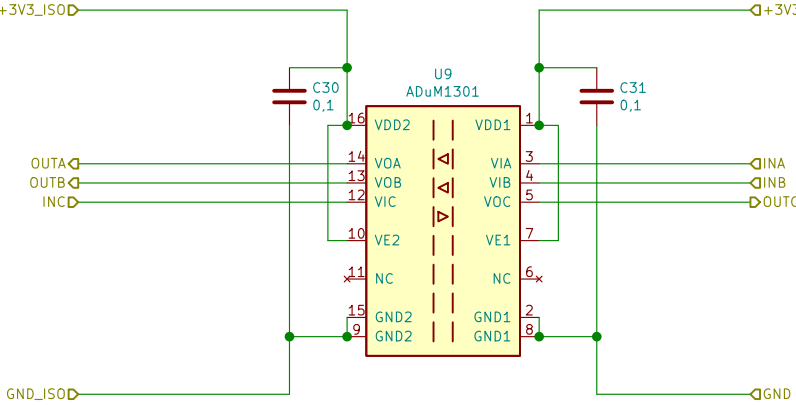 +3V3_ISO
+3V3
U9
ADuM1301
C30
0,1
C31
0,1
16 VDD2 VDD1 1
OUTA 14 VOA VIA 3 INA
OUTB 13 VOB VIB 4 INB
INC 12 VIC VOC 5 OUTC
10 VE2 VE1 7
11 NC NC 6
15 GND2 GND1 2
9 GND2 GND1 8
GND_ISO
GND